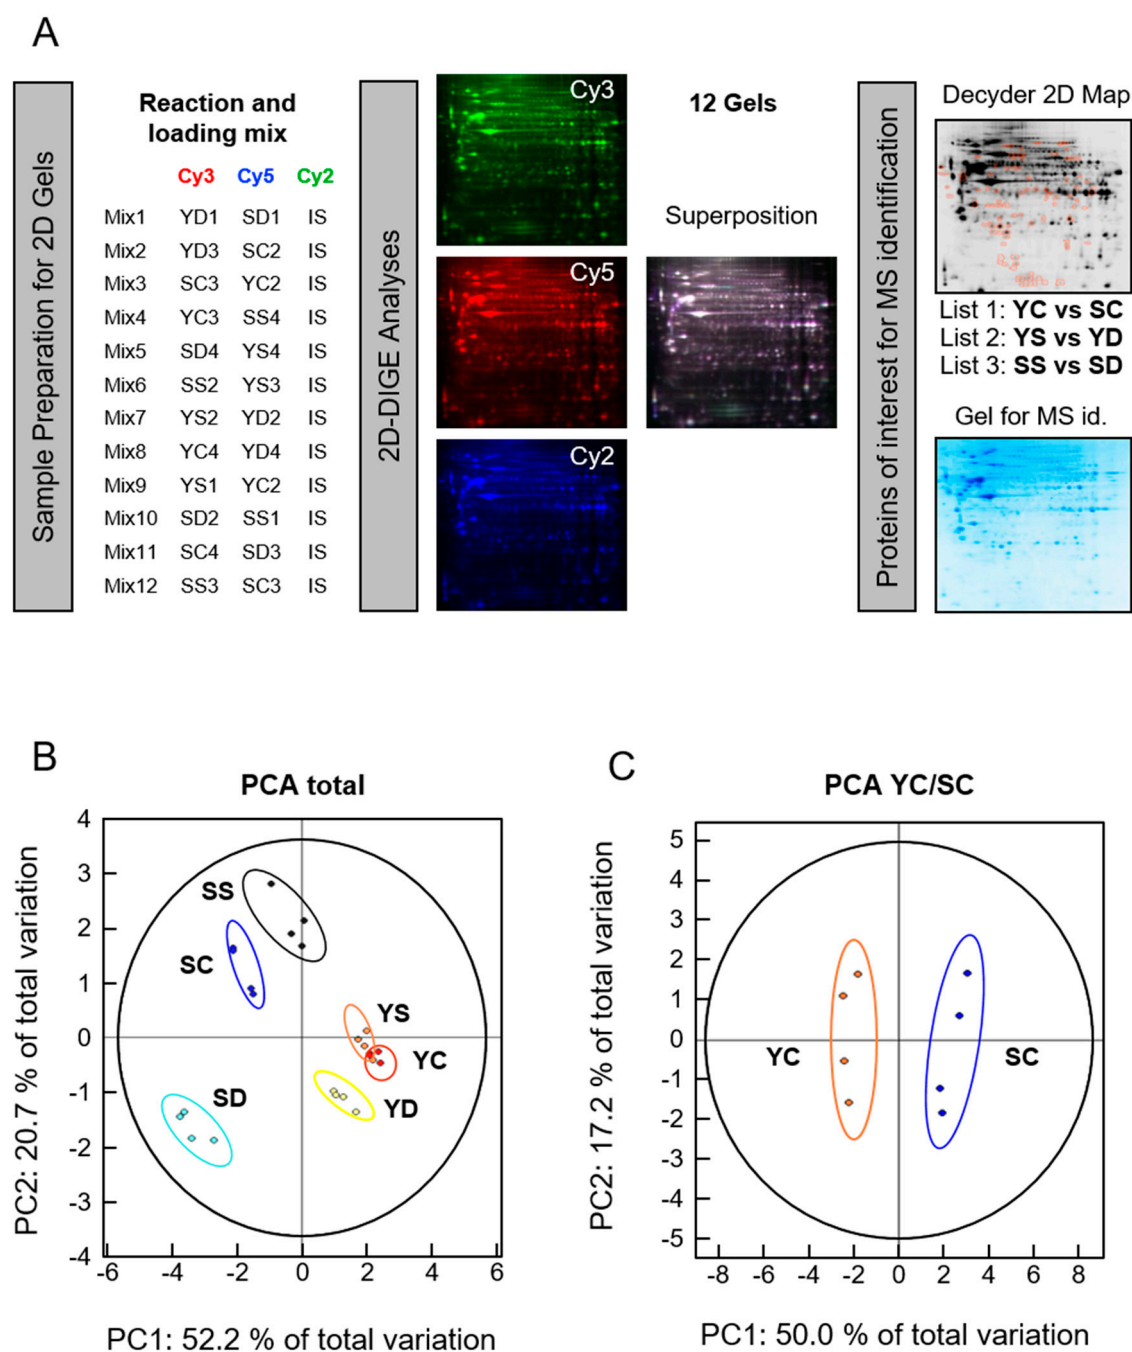 A
Sample Preparation for 2D Gels
Reaction and
loading mix
Cy3 Cy5 Cy2
Mix1 YD1 SD1 IS
Mix2 YD3 SC2 IS
Mix3 SC3 YC2 IS
Mix4 YC3 SS4 IS
Mix5 SD4 YS4 IS
Mix6 SS2 YS3 IS
Mix7 YS2 YD2 IS
Mix8 YC4 YD4 IS
Mix9 YS1 YC2 IS
Mix10 SD2 SS1 IS
Mix11 SC4 SD3 IS
Mix12 SS3 SC3 IS
2D-DIGE Analyses
Cy3
Cy5
Cy2
12 Gels
Superposition
Proteins of interest for MS identification
Decyder 2D Map
List 1: YC vs SC
List 2: YS vs YD
List 3: SS vs SD
Gel for MS id.
B
PCA total
PC2: 20.7 % of total variation
4
3
2
1
0
-1
-2
-3
-4
SS
SC
YS
YC
SD
YD
-6 -4 -2 0 2 4 6
PC1: 52.2 % of total variation
C
PCA YC/SC
PC2: 17.2 % of total variation
5
4
3
2
1
0
-1
-2
-3
-4
-5
YC
SC
-8 -6 -4 -2 0 2 4 6 8
PC1: 50.0 % of total variation